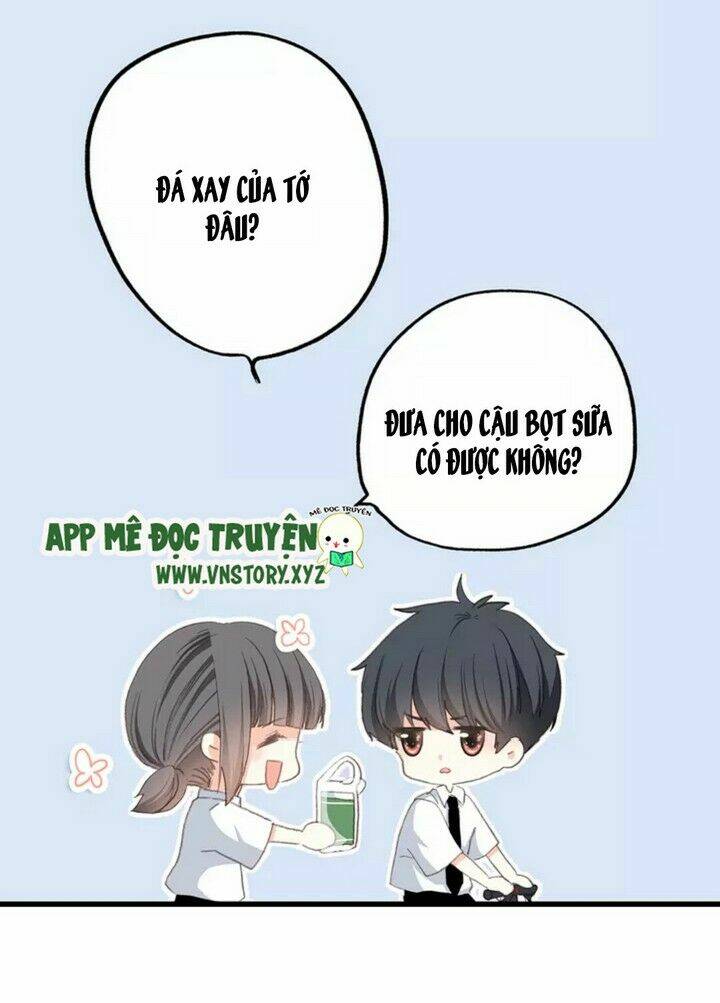 ĐÁ XAY CỦA TỚ
ĐÂU?
ĐƯA CHO CẬU BỌT SỮA
CÓ ĐƯỢC KHÔNG?
MÊ ĐỌC TRUYỆN
APP MÊ ĐỌC TRUYỆN
WWW.VNSTORY.XYZ